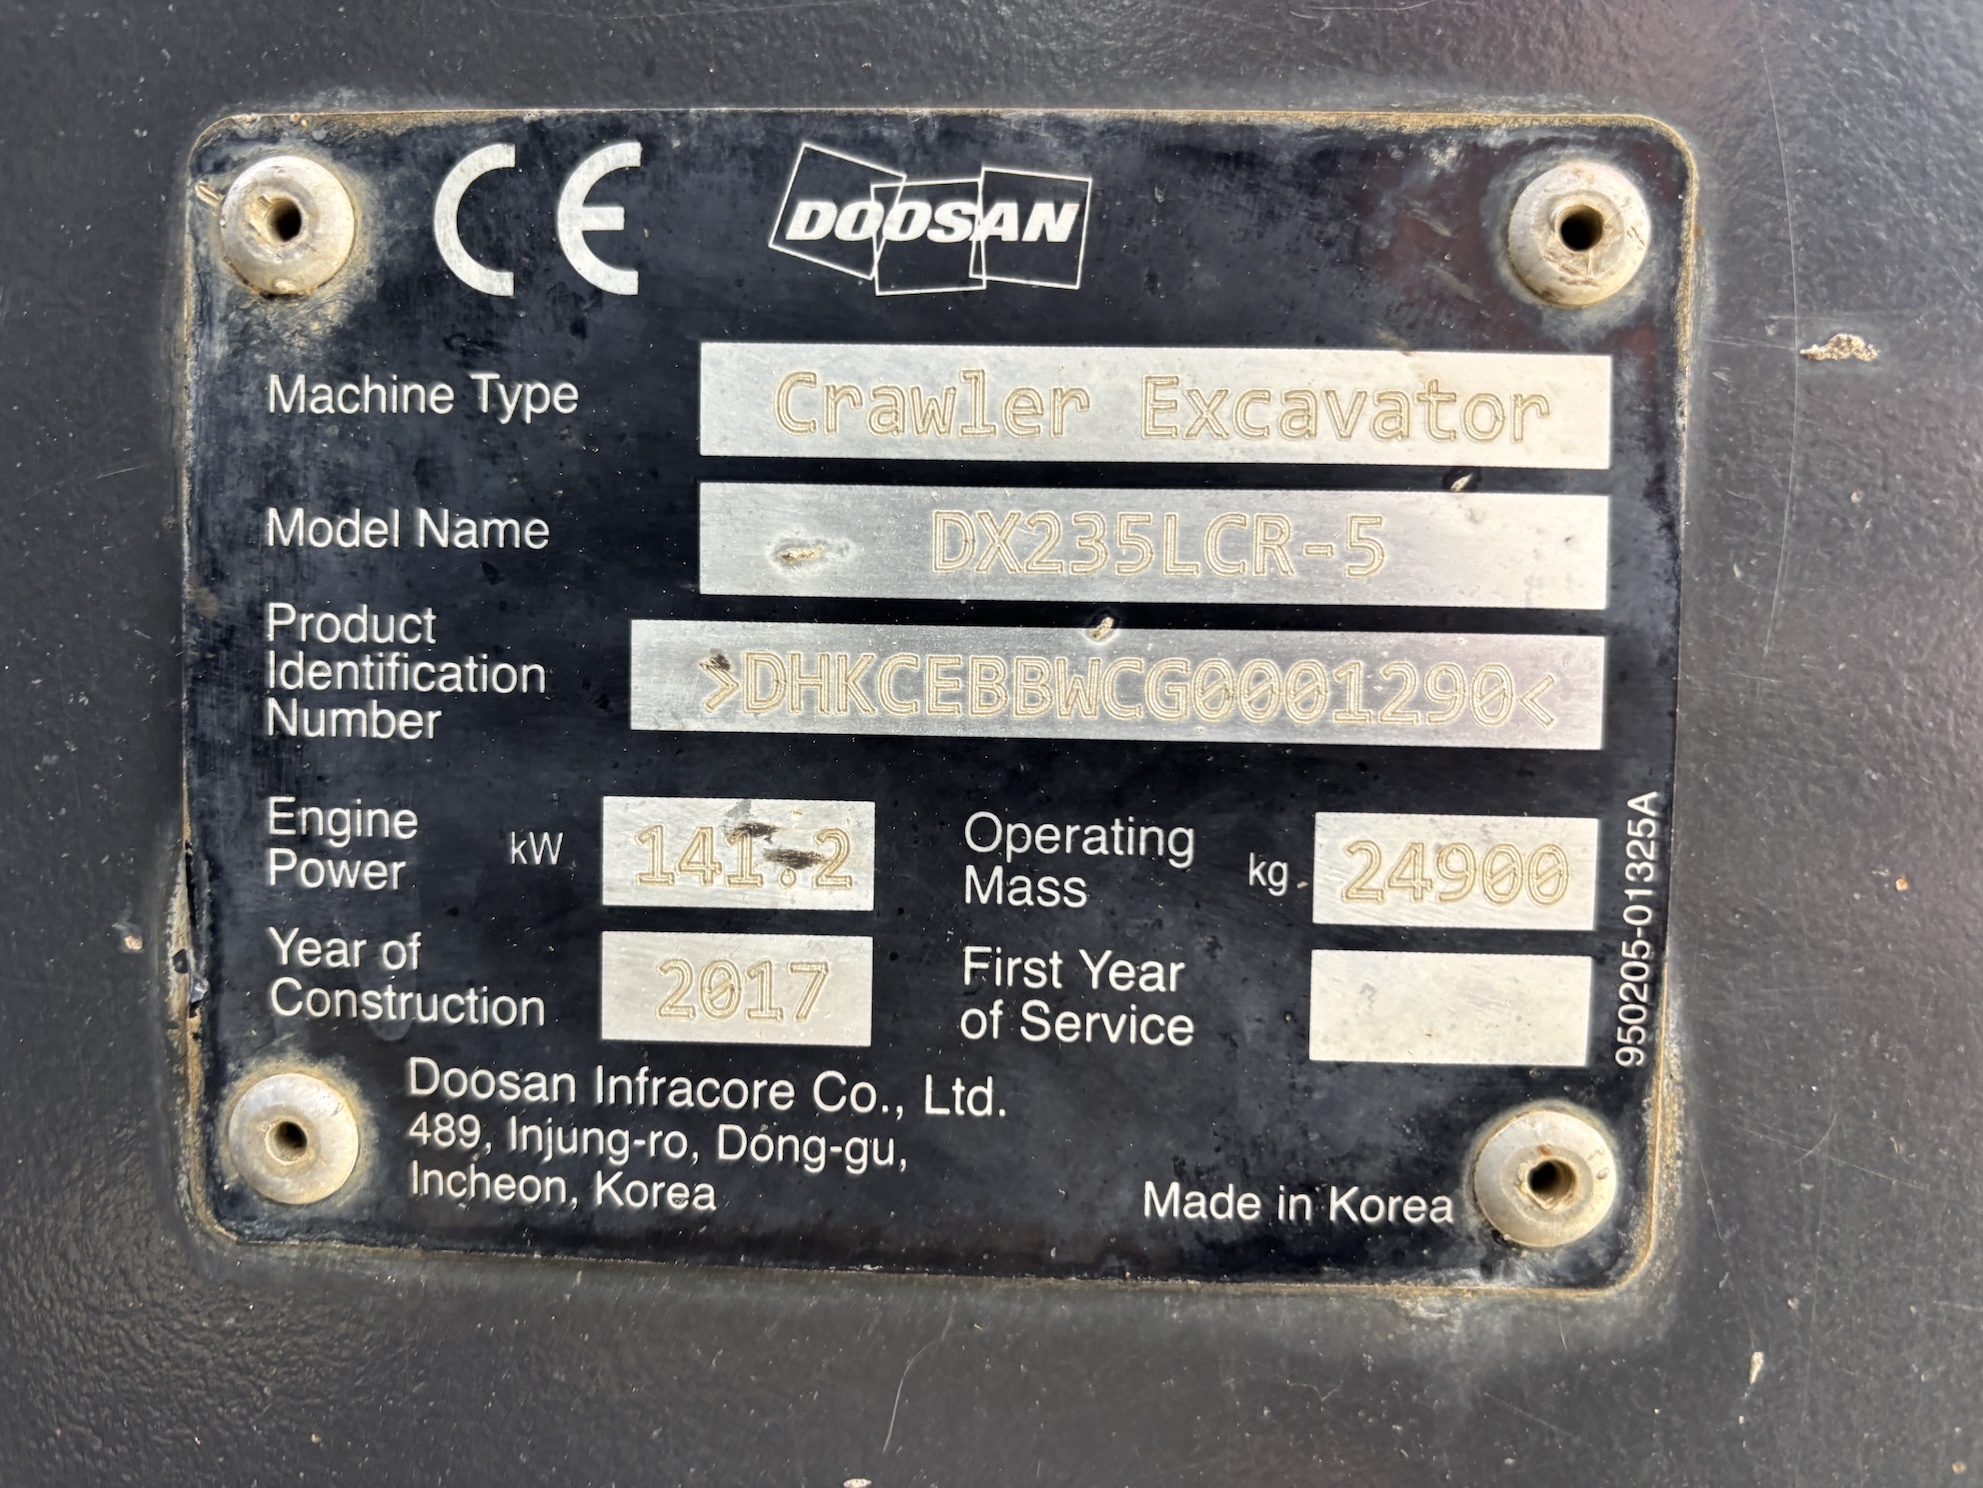 CE DOOSAN
Machine Type Crawler Excavator
Model Name DX235LCR-5
Product
Identification
Number
>DHKCEBBWCG0001290<
Engine
Power kW 141.2
Operating
Mass kg 24900
Year of
Construction 2017
First Year
of Service
950205-01325A
Doosan Infracore Co., Ltd.
489, Injung-ro, Dong-gu,
Incheon, Korea
Made in Korea